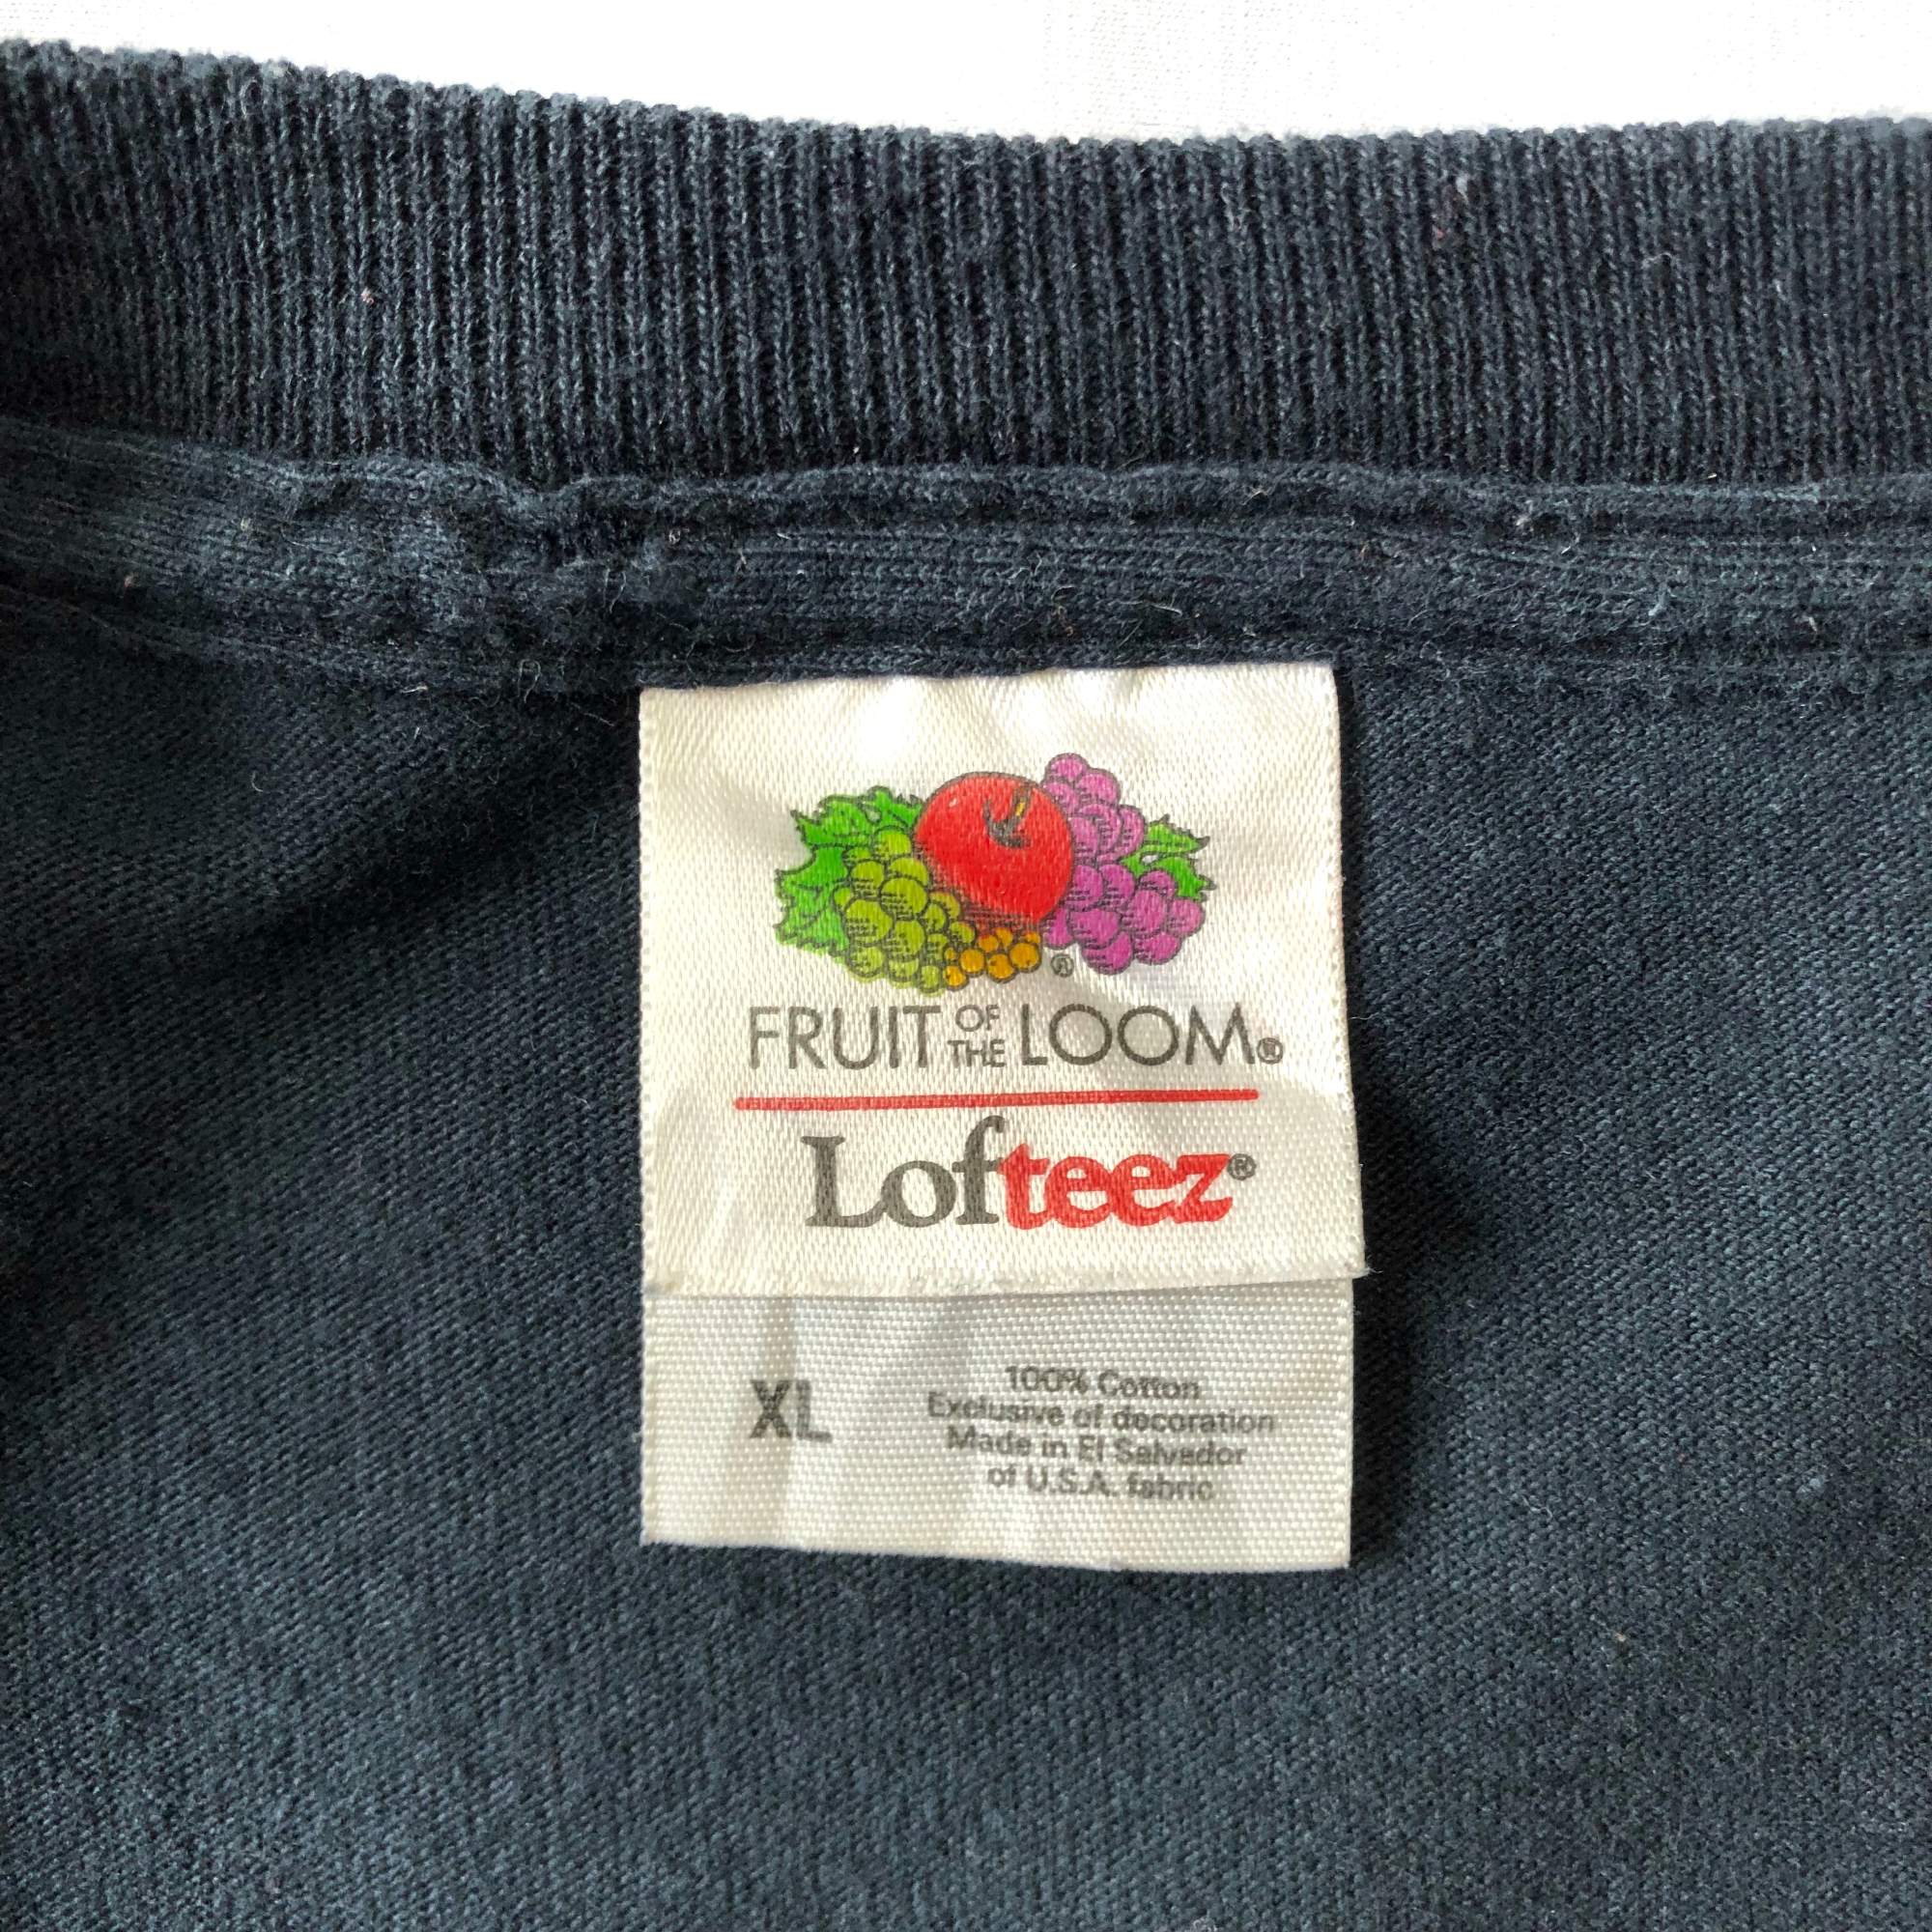 ®
FRUIT OF THE LOOM®
Lofteez®
XL
100% Cotton
Exclusive of decoration
Made in El Salvador
of U.S.A. fabric